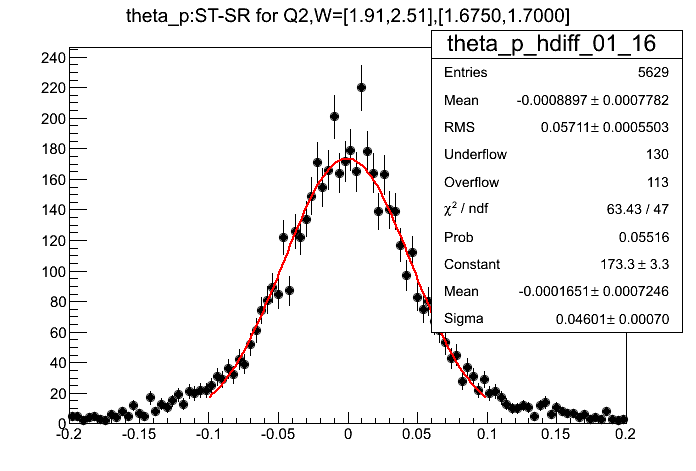 theta_p:ST-SR for Q2,W=[1.91,2.51],[1.6750,1.7000]
theta_p_hdiff_01_16
Entries 5629
Mean -0.0008897 ± 0.0007782
RMS 0.05711 ± 0.0005503
Underflow 130
Overflow 113
χ² / ndf 63.43 / 47
Prob 0.05516
Constant 173.3 ± 3.3
Mean -0.0001651 ± 0.0007246
Sigma 0.04601 ± 0.00070
240
220
200
180
160
140
120
100
80
60
40
20
0
-0.2 -0.15 -0.1 -0.05 0 0.05 0.1 0.15 0.2